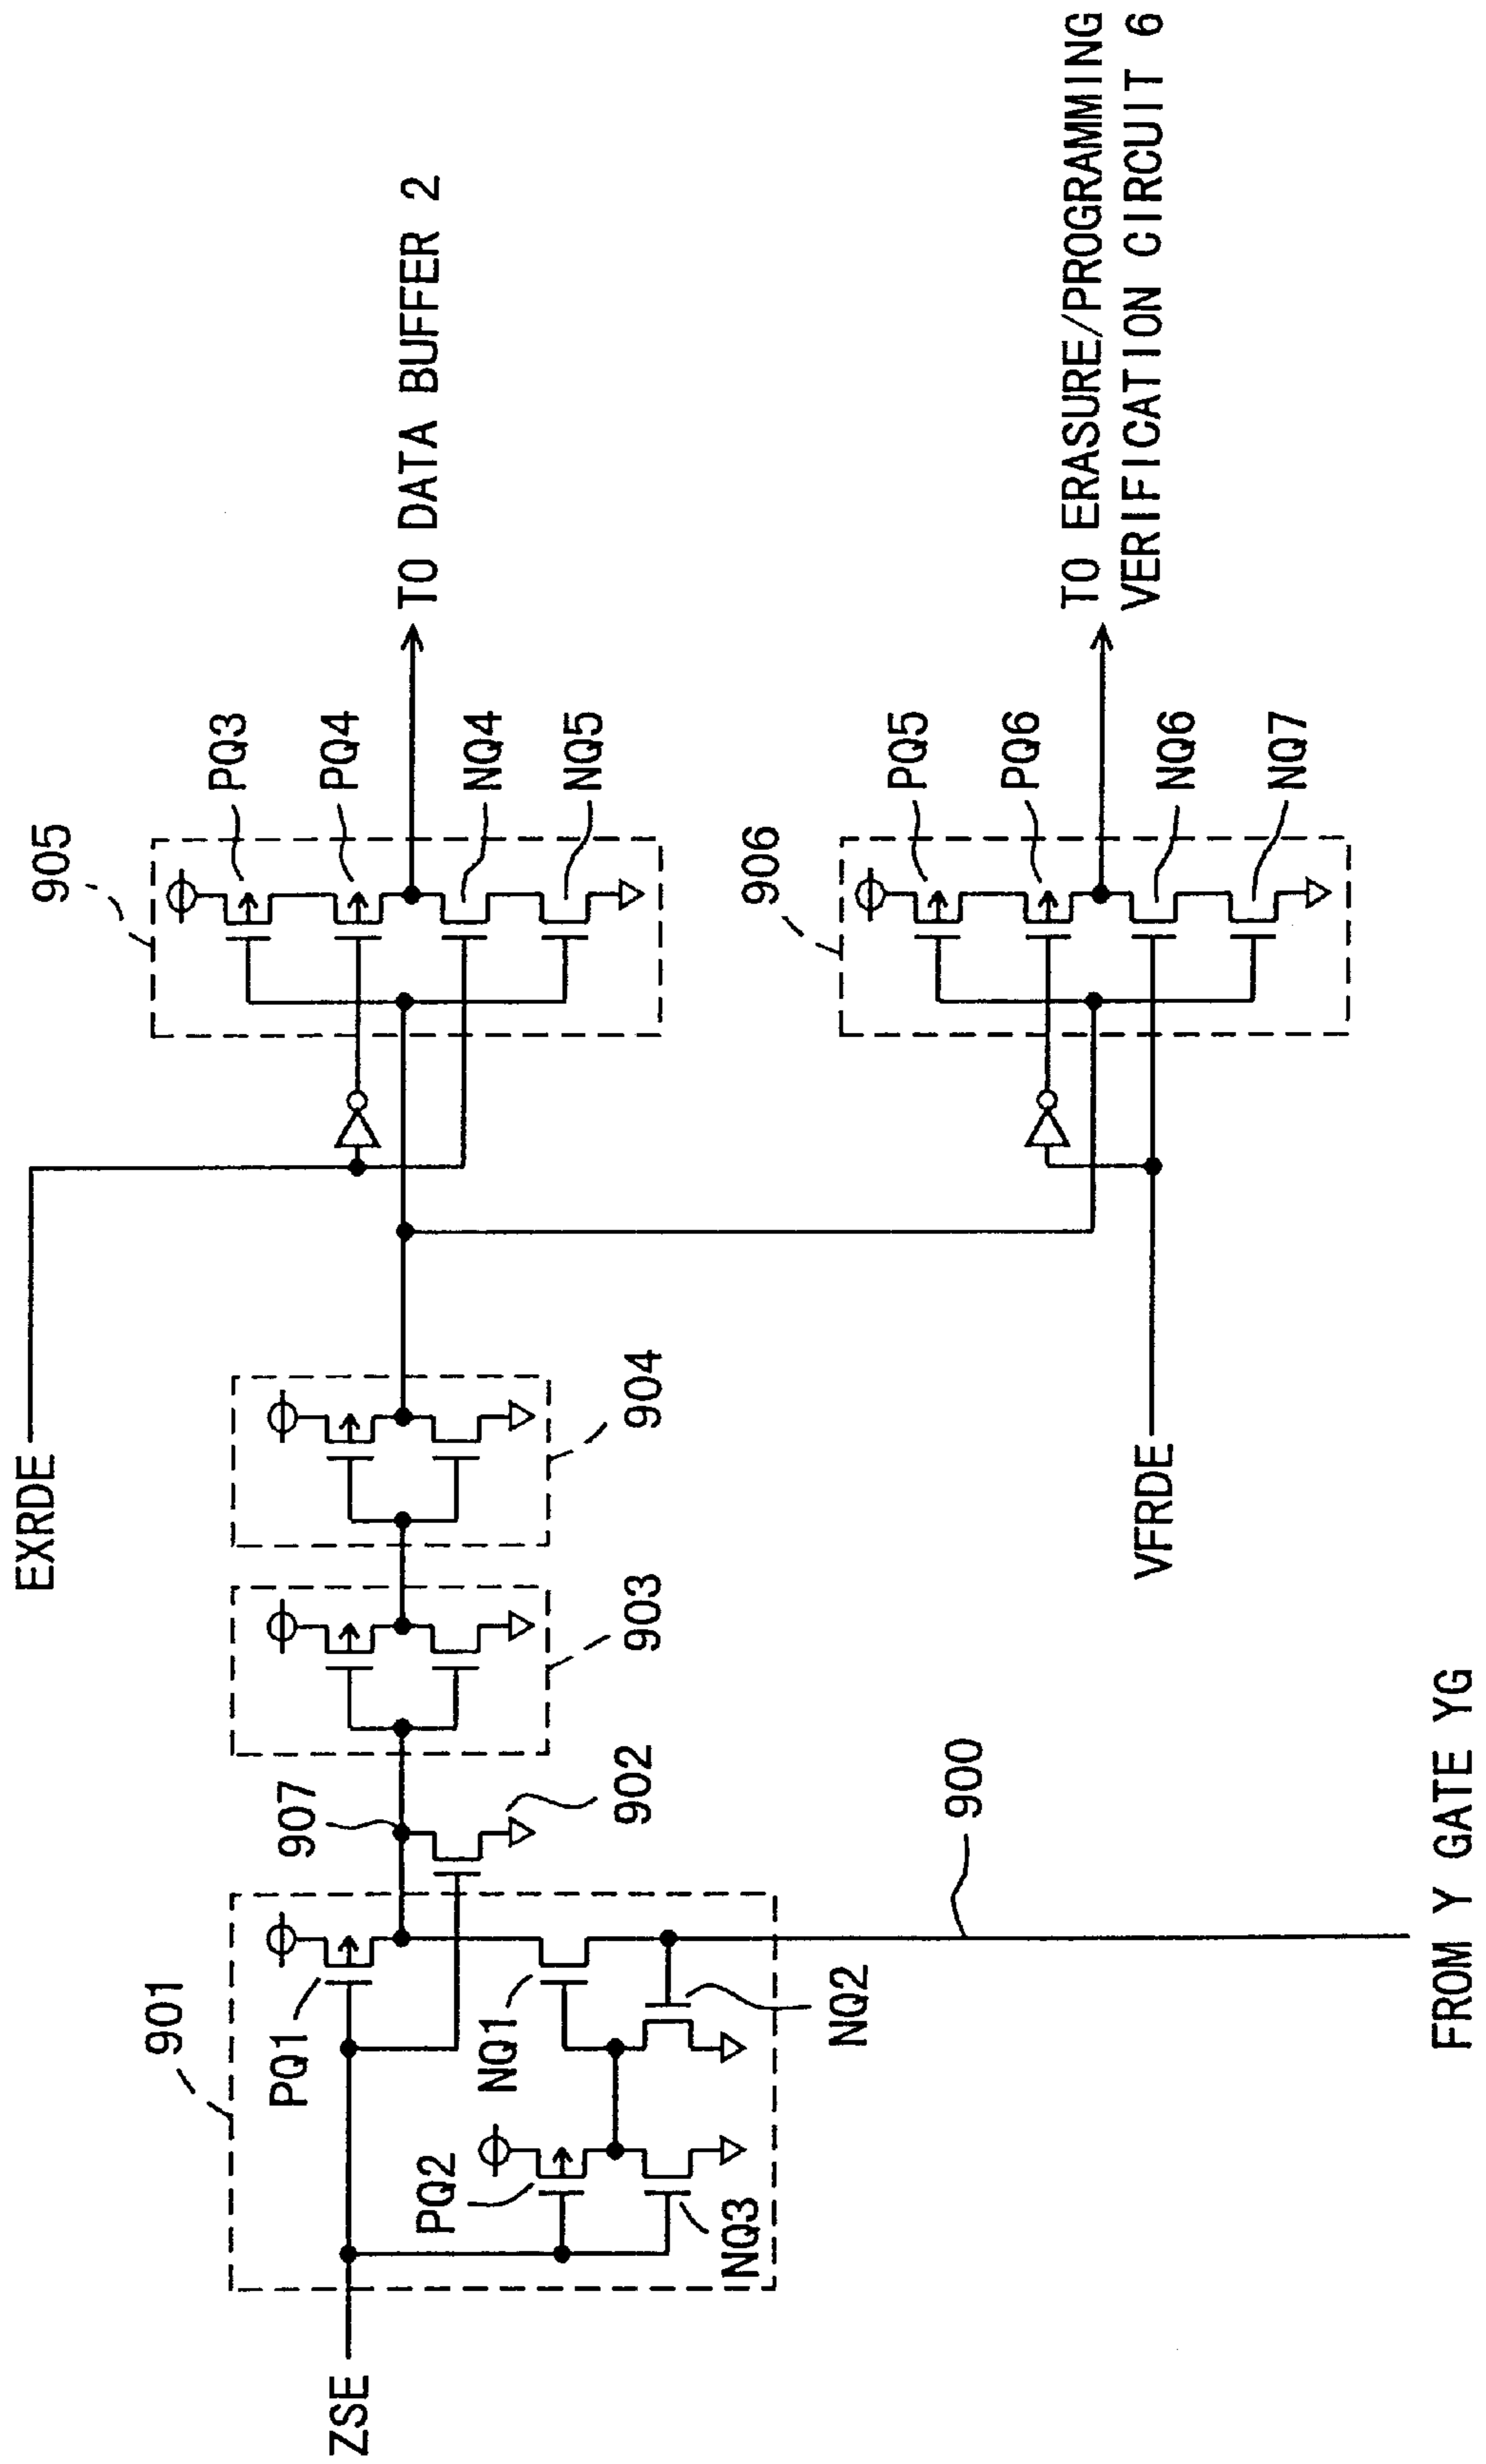 905
PQ3
PQ4
NQ4
NQ5
TO DATA BUFFER 2
EXRDE
906
PQ5
PQ6
NQ6
NQ7
TO ERASURE/PROGRAMMING
VERIFICATION CIRCUIT 6
VFRDE
904
903
907
902
901
PQ1
NQ1
NQ2
PQ2
NQ3
ZSE
900
FROM Y GATE YG